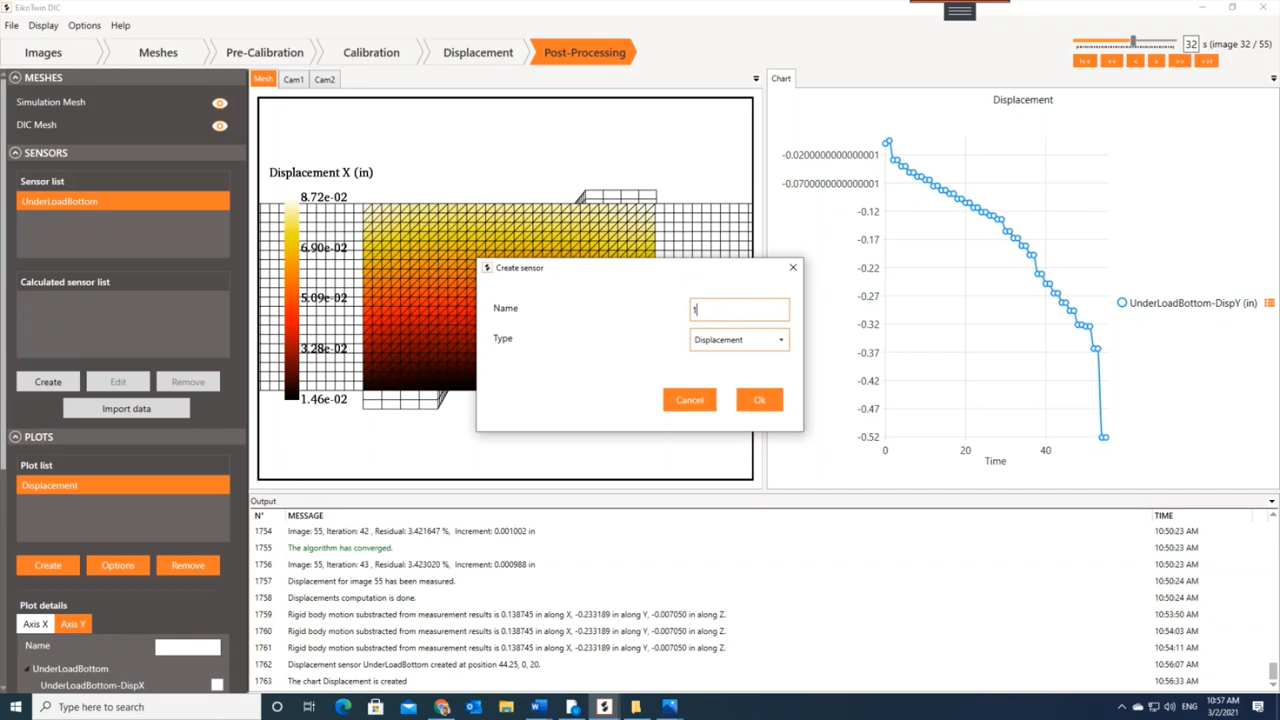 EikoTwin DIC
File Display Options Help
Images Meshes Pre-Calibration Calibration Displacement Post-Processing
32 s (image 32 / 55)
|<< << < > >> >>|
MESHES
Simulation Mesh
DIC Mesh
SENSORS
Sensor list
UnderLoadBottom
Calculated sensor list
Create Edit Remove
Import data
PLOTS
Plot list
Displacement
Create Options Remove
Plot details
Axis X Axis Y
Name
UnderLoadBottom
UnderLoadBottom-DispX
Mesh Cam1 Cam2
Displacement X (in)
8.72e-02
6.90e-02
5.09e-02
3.28e-02
1.46e-02
Create sensor
Name 1
Type Displacement
Cancel Ok
Chart
Displacement
-0.0200000000000001
-0.0700000000000001
-0.12
-0.17
-0.22
-0.27
-0.32
-0.37
-0.42
-0.47
-0.52
0 20 40
Time
UnderLoadBottom-DispY (in)
Output
N° MESSAGE TIME
1754 Image: 55, Iteration: 42 , Residual: 3.421647 %, Increment: 0.001002 in 10:50:23 AM
1755 The algorithm has converged. 10:50:23 AM
1756 Image: 55, Iteration: 43 , Residual: 3.423020 %, Increment: 0.000988 in 10:50:23 AM
1757 Displacement for image 55 has been measured. 10:50:24 AM
1758 Displacements computation is done. 10:50:24 AM
1759 Rigid body motion substracted from measurement results is 0.138745 in along X, -0.233189 in along Y, -0.007050 in along Z. 10:53:50 AM
1760 Rigid body motion substracted from measurement results is 0.138745 in along X, -0.233189 in along Y, -0.007050 in along Z. 10:54:03 AM
1761 Rigid body motion substracted from measurement results is 0.138745 in along X, -0.233189 in along Y, -0.007050 in along Z. 10:54:11 AM
1762 Displacement sensor UnderLoadBottom created at position 44.25, 0, 20. 10:56:07 AM
1763 The chart Displacement is created 10:56:33 AM
Type here to search
ENG
10:57 AM
3/2/2021